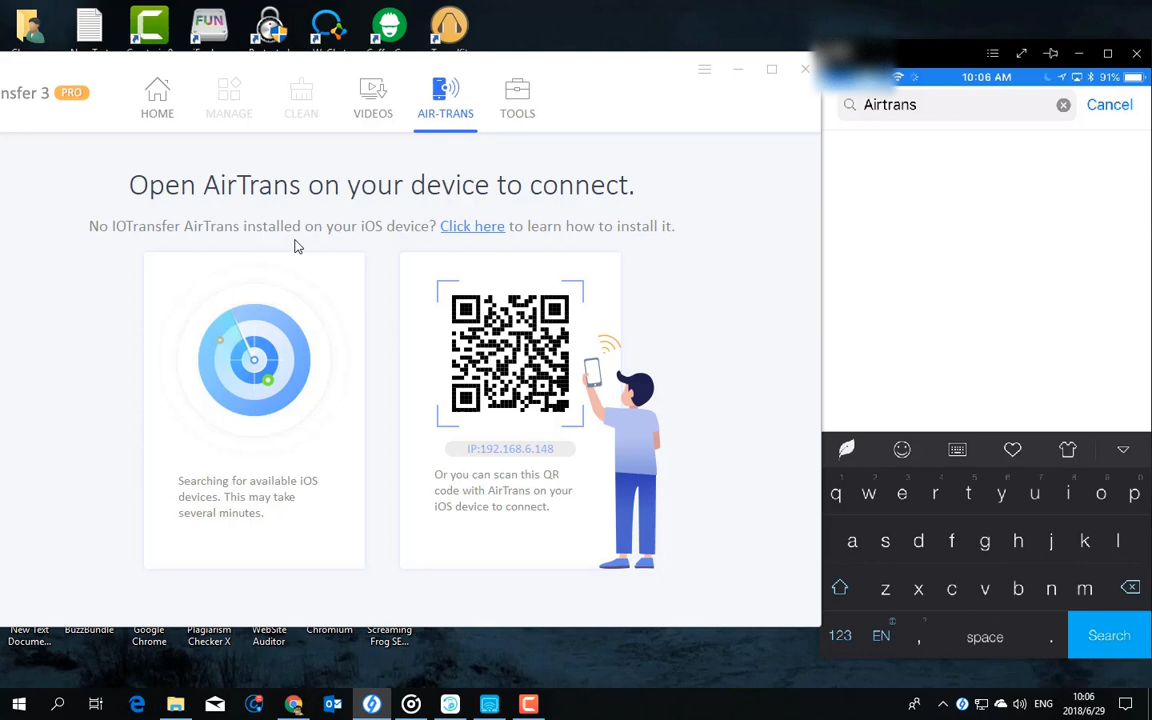 FUN
nsfer 3 PRO
HOME
MANAGE
CLEAN
VIDEOS
AIR-TRANS
TOOLS
Open AirTrans on your device to connect.
No IOTransfer AirTrans installed on your iOS device? Click here to learn how to install it.
Searching for available iOS
devices. This may take
several minutes.
IP:192.168.6.148
Or you can scan this QR
code with AirTrans on your
iOS device to connect.
10:06 AM
91%
Airtrans
Cancel
q w e r t y u i o p
a s d f g h j k l
z x c v b n m
123 EN , space . Search
New Text
Docume...
BuzzBundle
Google
Chrome
Plagiarism
Checker X
WebSite
Auditor
Chromium
Screaming
Frog SE...
ENG
10:06
2018/6/29